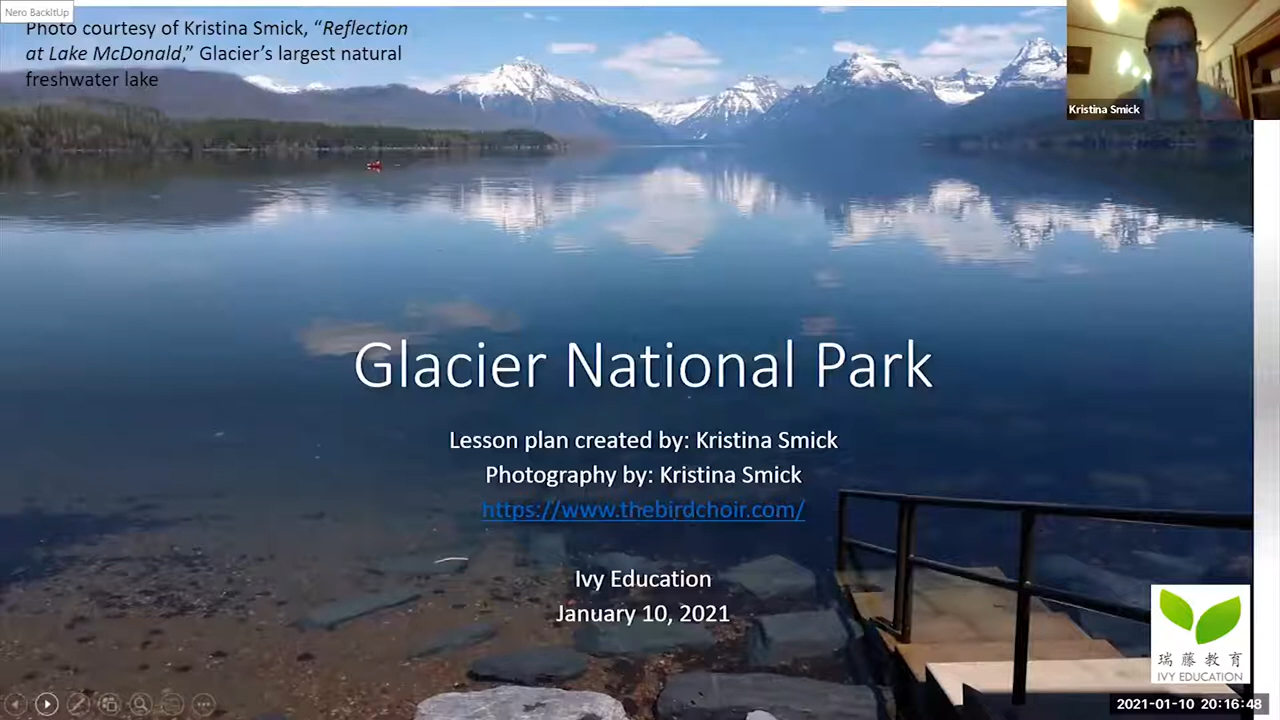 Nero BackItUp
Photo courtesy of Kristina Smick, “Reflection
at Lake McDonald,” Glacier’s largest natural
freshwater lake
Kristina Smick
Glacier National Park
Lesson plan created by: Kristina Smick
Photography by: Kristina Smick
https://www.thebirdchoir.com/
Ivy Education
January 10, 2021
瑞藤教育
IVY EDUCATION
2021-01-10 20:16:48